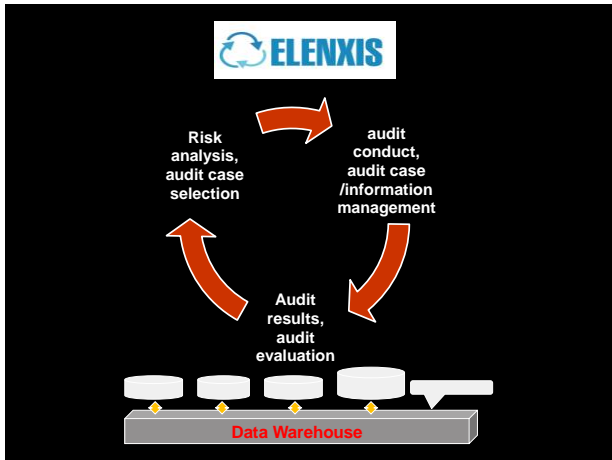 ELENXIS
Risk
analysis,
audit case
selection
audit
conduct,
audit case
/information
management
Audit
results,
audit
evaluation
Data Warehouse